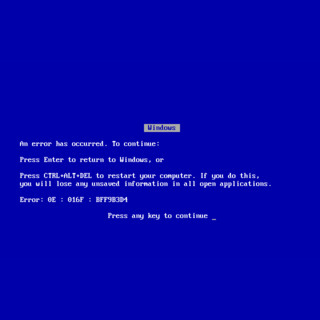 Windows
An error has occurred. To continue:
Press Enter to return to Windows, or
Press CTRL+ALT+DEL to restart your computer. If you do this,
you will lose any unsaved information in all open applications.
Error: 0E : 016F : BFF9B3D4
Press any key to continue _